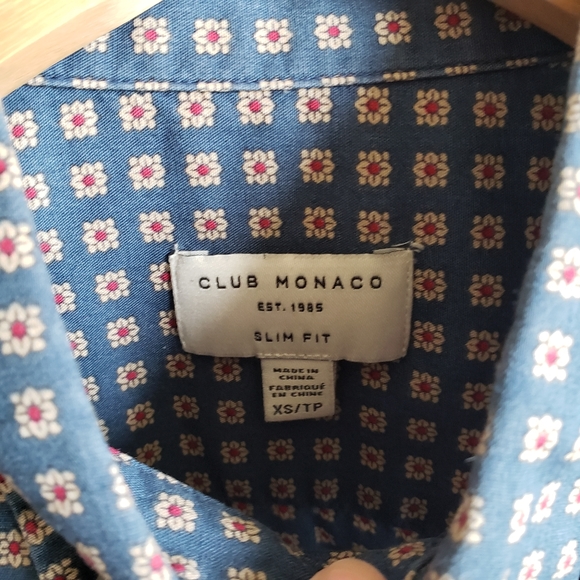 CLUB MONACO
EST. 1985
SLIM FIT
MADE IN
CHINA
FABRIQUÉ
EN CHINE
XS/TP